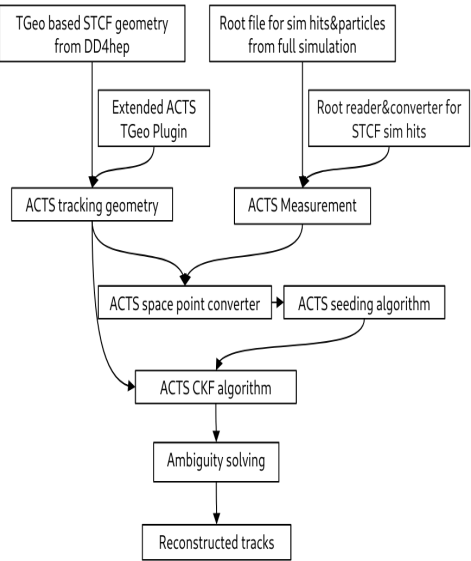 TGeo based STCF geometry
from DD4hep
Root file for sim hits&particles
from full simulation
Extended ACTS
TGeo Plugin
Root reader&converter for
STCF sim hits
ACTS tracking geometry
ACTS Measurement
ACTS space point converter
ACTS seeding algorithm
ACTS CKF algorithm
Ambiguity solving
Reconstructed tracks